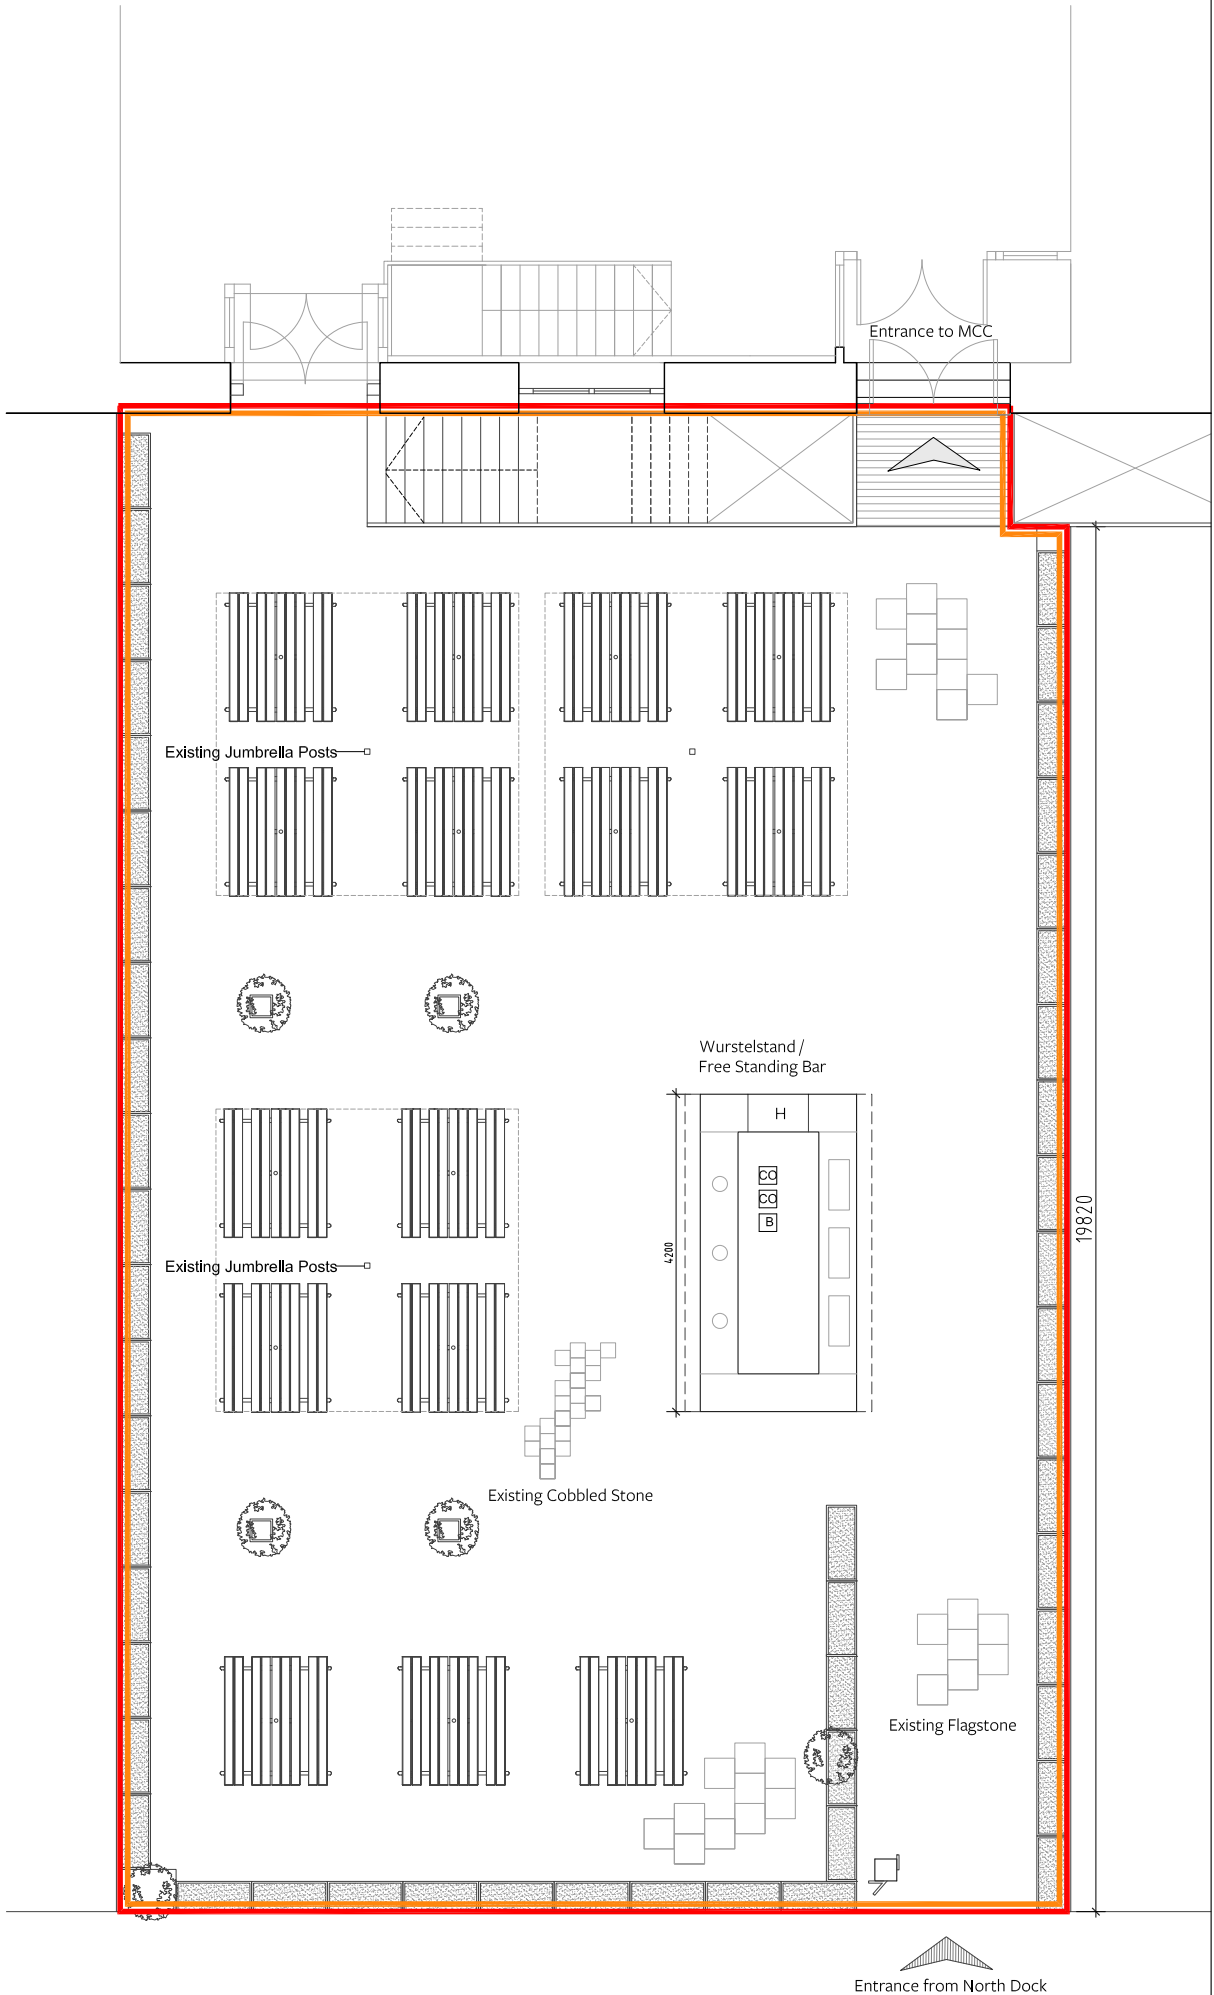 Entrance to MCC
Existing Jumbrella Posts
Wurstelstand /
Free Standing Bar
H
CO
CO
B
4200
19820
Existing Jumbrella Posts
Existing Cobbled Stone
Existing Flagstone
Entrance from North Dock